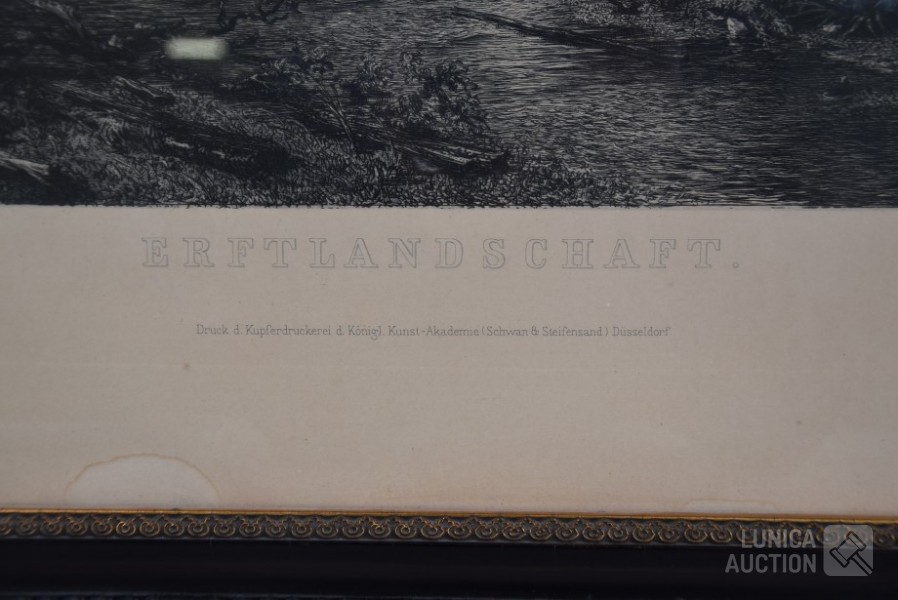 ERFTLANDSCHAFT.
Druck d. Kupferdruckerei d. Königl. Kunst-Akademie (Schwan & Steifensand) Düsseldorf
LUNICA
AUCTION